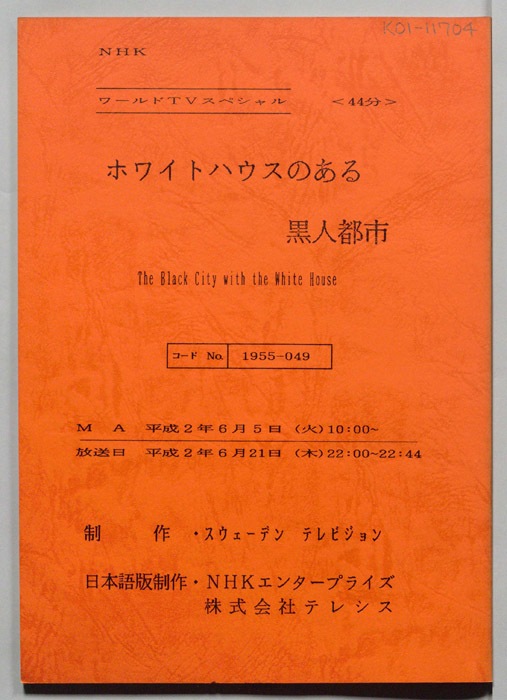 K01-11704
NHK
ワールドTVスペシャル <44分>
ホワイトハウスのある
黒人都市
The Black City with the White House
コード No. 1955-049
M A 平成2年6月5日 (火)10:00~
放送日 平成2年6月21日 (木)22:00~22:44
制 作 ・スウェーデン テレビジョン
日本語版制作・NHKエンタープライズ
株式会社テレシス